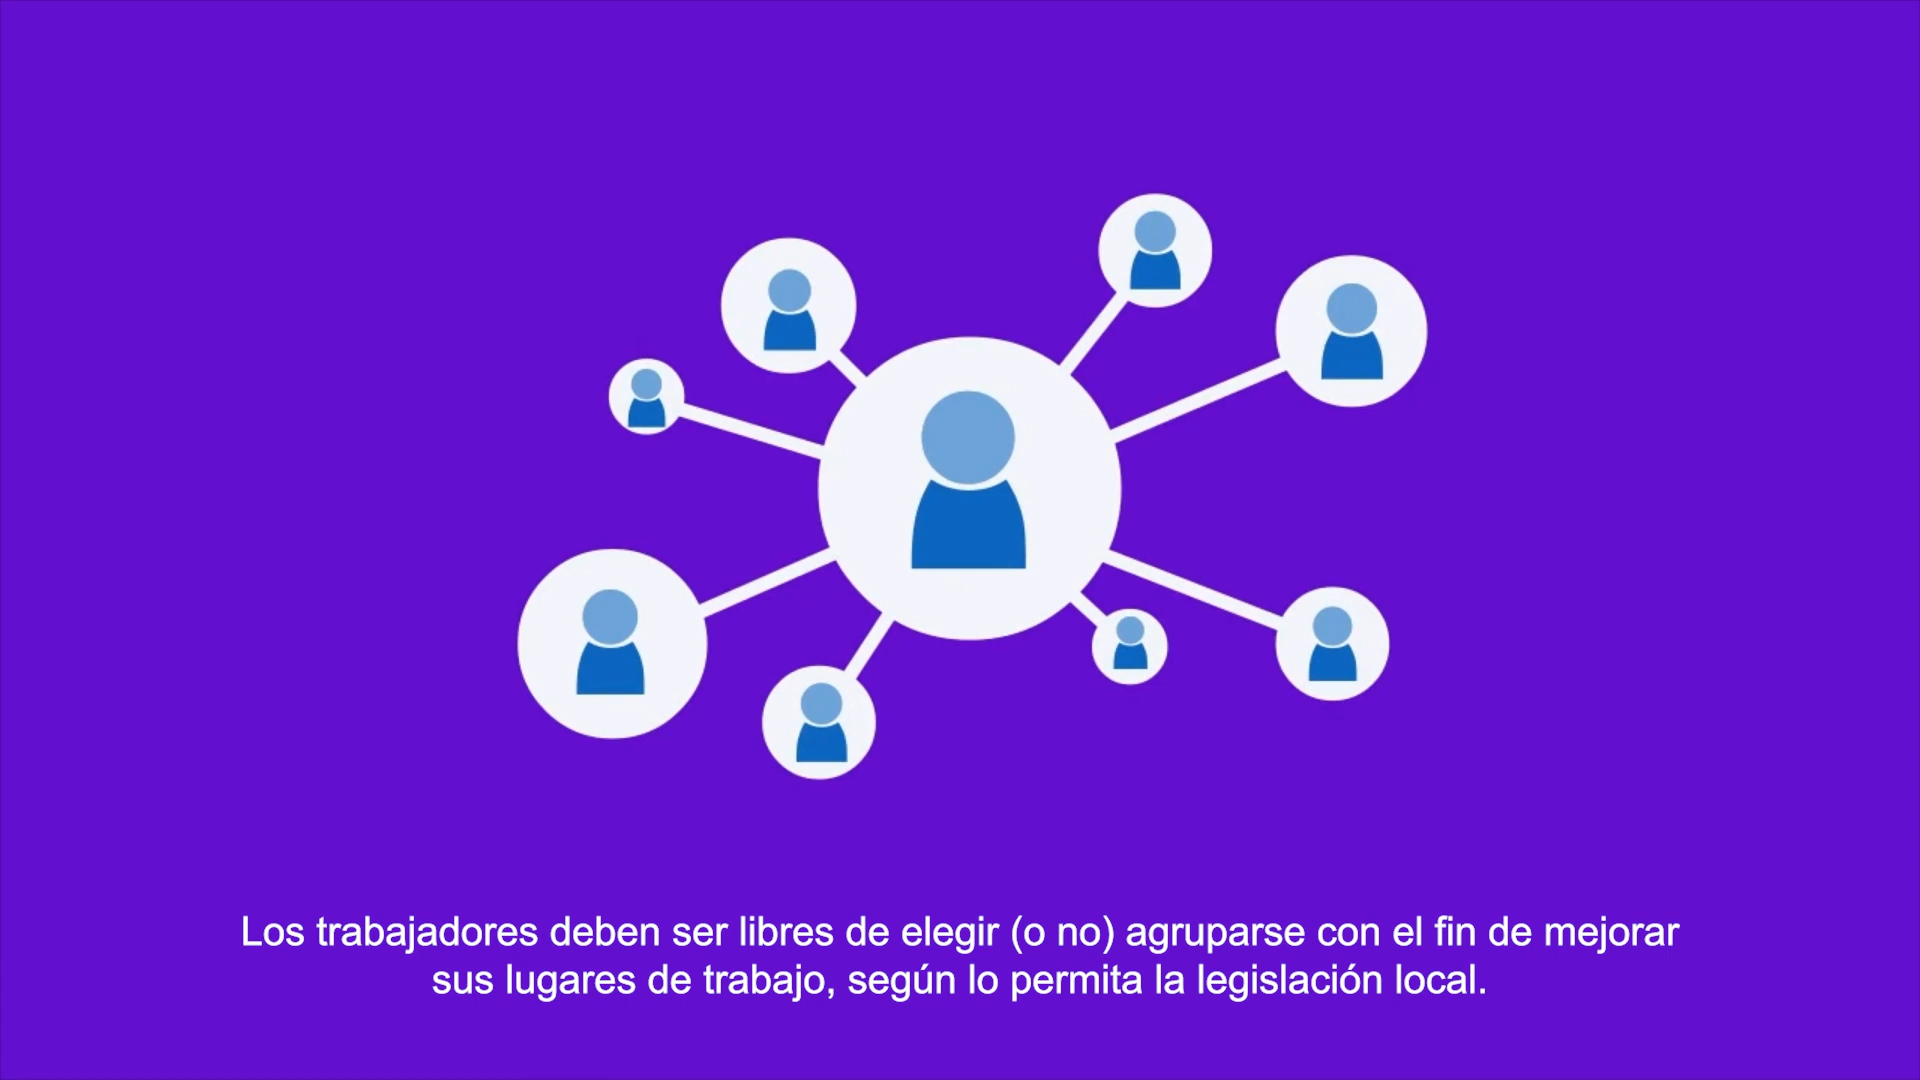 Los trabajadores deben ser libres de elegir (o no) agruparse con el fin de mejorar
sus lugares de trabajo, según lo permita la legislación local.